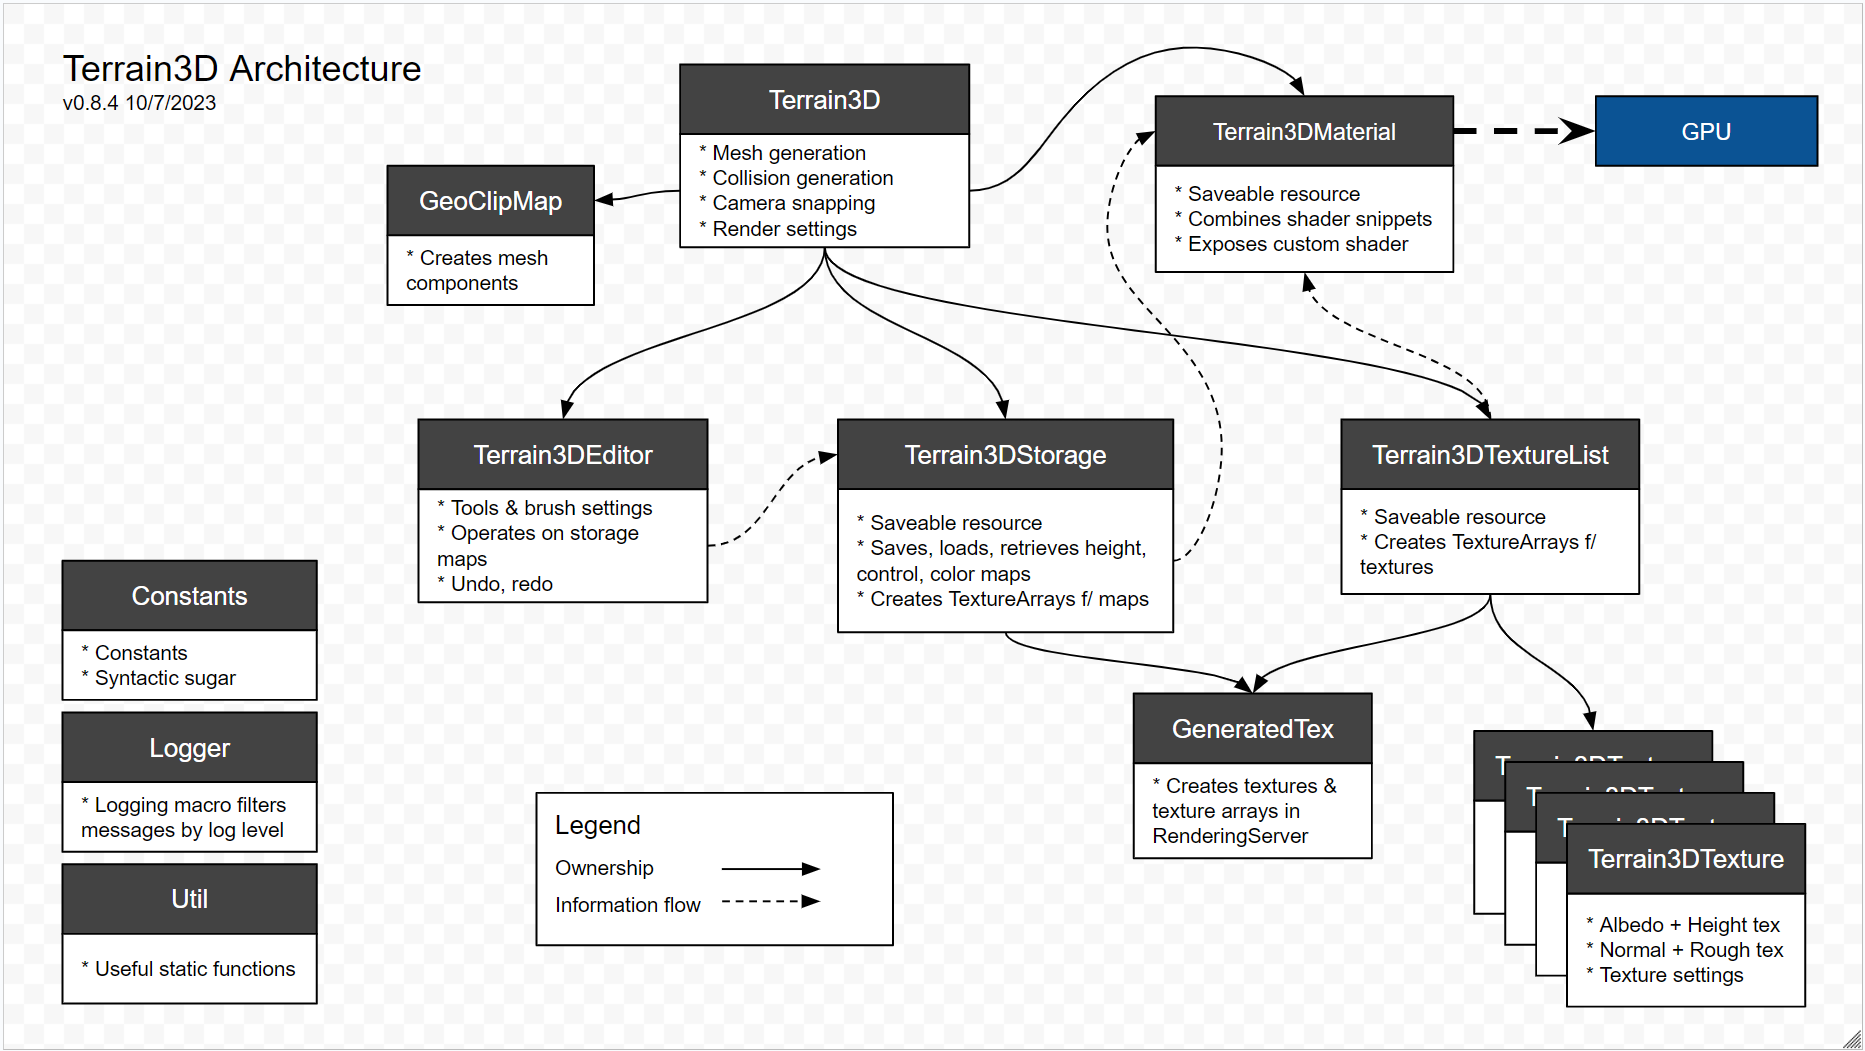 Terrain3D Architecture
v0.8.4 10/7/2023
Terrain3D
* Mesh generation
* Collision generation
* Camera snapping
* Render settings
Terrain3DMaterial
* Saveable resource
* Combines shader snippets
* Exposes custom shader
GPU
GeoClipMap
* Creates mesh
components
Terrain3DEditor
* Tools & brush settings
* Operates on storage
maps
* Undo, redo
Terrain3DStorage
* Saveable resource
* Saves, loads, retrieves height,
control, color maps
* Creates TextureArrays f/ maps
Terrain3DTextureList
* Saveable resource
* Creates TextureArrays f/
textures
Constants
* Constants
* Syntactic sugar
Logger
* Logging macro filters
messages by log level
Util
* Useful static functions
Legend
Ownership
Information flow
GeneratedTex
* Creates textures &
texture arrays in
RenderingServer
Terrain3DTexture
* Albedo + Height tex
* Normal + Rough tex
* Texture settings